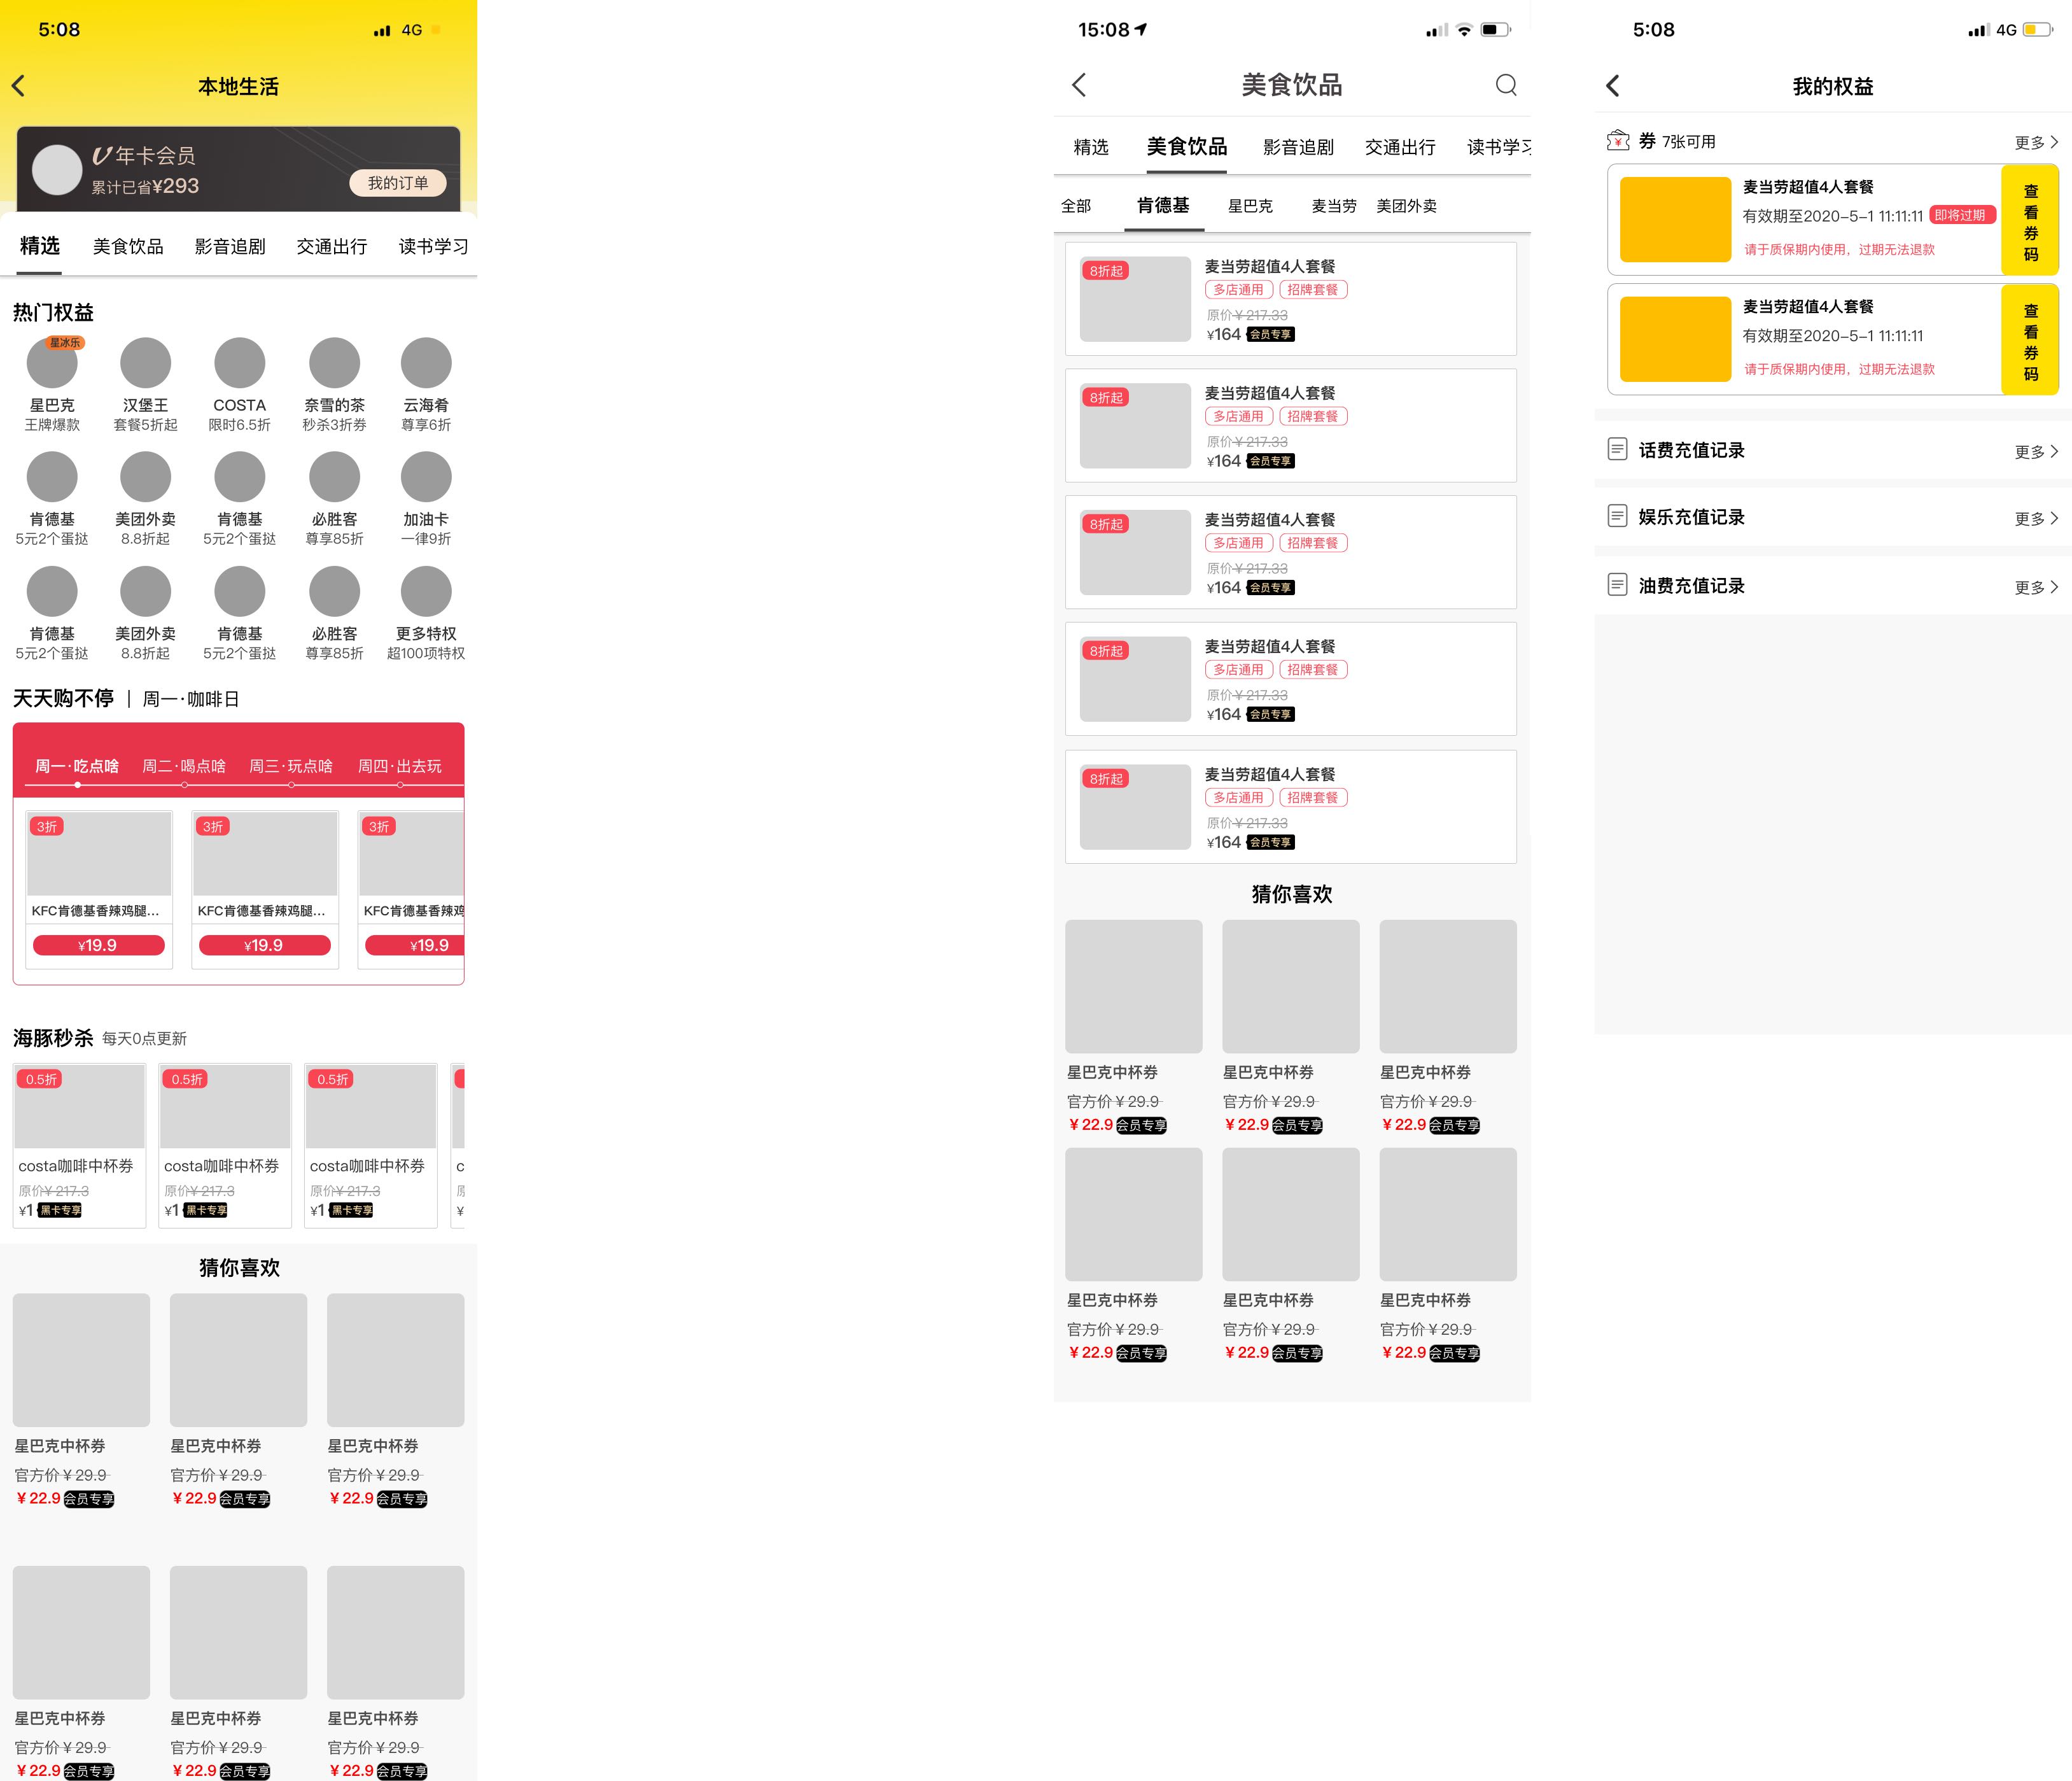 5:08
4G
本地生活
年卡会员
累计已省¥293
我的订单
精选 美食饮品 影音追剧 交通出行 读书学习
热门权益
星冰乐
星巴克 汉堡王 COSTA 奈雪的茶 云海肴
王牌爆款 套餐5折起 限时6.5折 秒杀3折券 尊享6折
肯德基 美团外卖 肯德基 必胜客 加油卡
5元2个蛋挞 8.8折起 5元2个蛋挞 尊享85折 一律9折
肯德基 美团外卖 肯德基 必胜客 更多特权
5元2个蛋挞 8.8折起 5元2个蛋挞 尊享85折 超100项特权
天天购不停 | 周一·咖啡日
周一·吃点啥 周二·喝点啥 周三·玩点啥 周四·出去玩
3折 3折 3折
KFC肯德基香辣鸡腿... KFC肯德基香辣鸡腿... KFC肯德基香辣鸡
¥19.9 ¥19.9 ¥19.9
海豚秒杀 每天0点更新
0.5折 0.5折 0.5折
costa咖啡中杯券 costa咖啡中杯券 costa咖啡中杯券 c
原价¥217.3 原价¥217.3 原价¥217.3
¥1 黑卡专享 ¥1 黑卡专享 ¥1 黑卡专享 ¥
猜你喜欢
星巴克中杯券 星巴克中杯券 星巴克中杯券
官方价¥29.9 官方价¥29.9 官方价¥29.9
¥22.9 会员专享 ¥22.9 会员专享 ¥22.9 会员专享
星巴克中杯券 星巴克中杯券 星巴克中杯券
官方价¥29.9 官方价¥29.9 官方价¥29.9
¥22.9 会员专享 ¥22.9 会员专享 ¥22.9 会员专享
15:08
美食饮品
精选 美食饮品 影音追剧 交通出行 读书学习
全部 肯德基 星巴克 麦当劳 美团外卖
8折起
麦当劳超值4人套餐
多店通用 招牌套餐
原价¥217.33
¥164 会员专享
8折起
麦当劳超值4人套餐
多店通用 招牌套餐
原价¥217.33
¥164 会员专享
8折起
麦当劳超值4人套餐
多店通用 招牌套餐
原价¥217.33
¥164 会员专享
8折起
麦当劳超值4人套餐
多店通用 招牌套餐
原价¥217.33
¥164 会员专享
8折起
麦当劳超值4人套餐
多店通用 招牌套餐
原价¥217.33
¥164 会员专享
猜你喜欢
星巴克中杯券 星巴克中杯券 星巴克中杯券
官方价¥29.9 官方价¥29.9 官方价¥29.9
¥22.9 会员专享 ¥22.9 会员专享 ¥22.9 会员专享
星巴克中杯券 星巴克中杯券 星巴克中杯券
官方价¥29.9 官方价¥29.9 官方价¥29.9
¥22.9 会员专享 ¥22.9 会员专享 ¥22.9 会员专享
5:08
4G
我的权益
¥ 券 7张可用 更多
麦当劳超值4人套餐
有效期至2020-5-1 11:11:11 即将过期
请于质保期内使用，过期无法退款
查看券码
麦当劳超值4人套餐
有效期至2020-5-1 11:11:11
请于质保期内使用，过期无法退款
查看券码
话费充值记录 更多
娱乐充值记录 更多
油费充值记录 更多